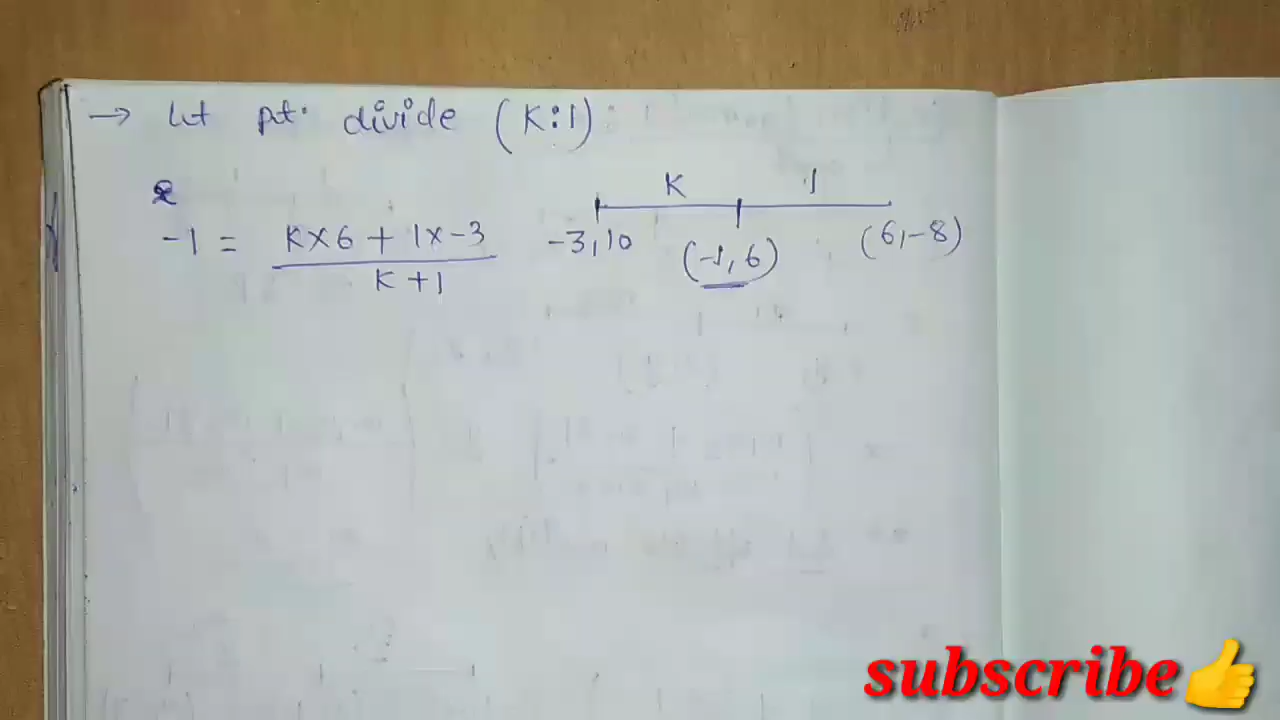 → Let pt. divide (K:1)
K 1
-1 = K×6 + 1×-3
K+1
-3,10 (-1,6) (6,-8)
subscribe